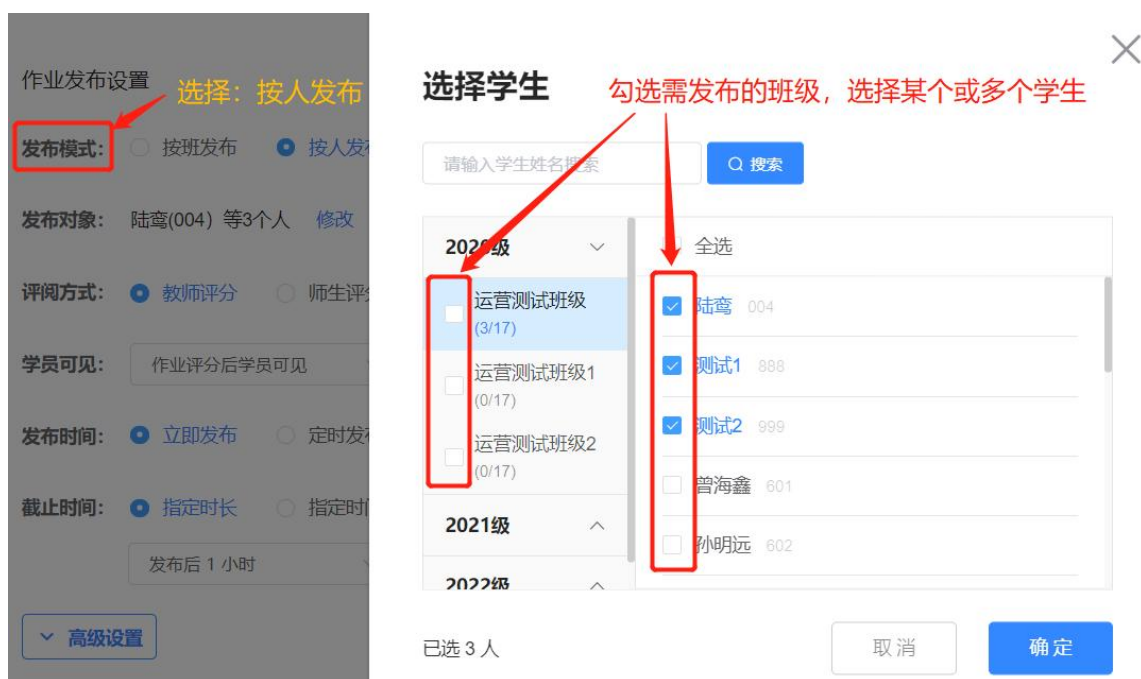 作业发布设置
选择：按人发布
发布模式：
按班发布
按人发
发布对象：
陆鸾(004) 等3个人
修改
评阅方式：
教师评分
师生评
学员可见：
作业评分后学员可见
发布时间：
立即发布
定时发
截止时间：
指定时长
指定时
发布后 1 小时
高级设置
选择学生
勾选需发布的班级，选择某个或多个学生
请输入学生姓名搜索
搜索
2020级
运营测试班级
(3/17)
运营测试班级1
(0/17)
运营测试班级2
(0/17)
2021级
2022级
全选
陆鸾 004
测试1 888
测试2 999
曾海鑫 601
孙明远 602
已选 3 人
取消
确定